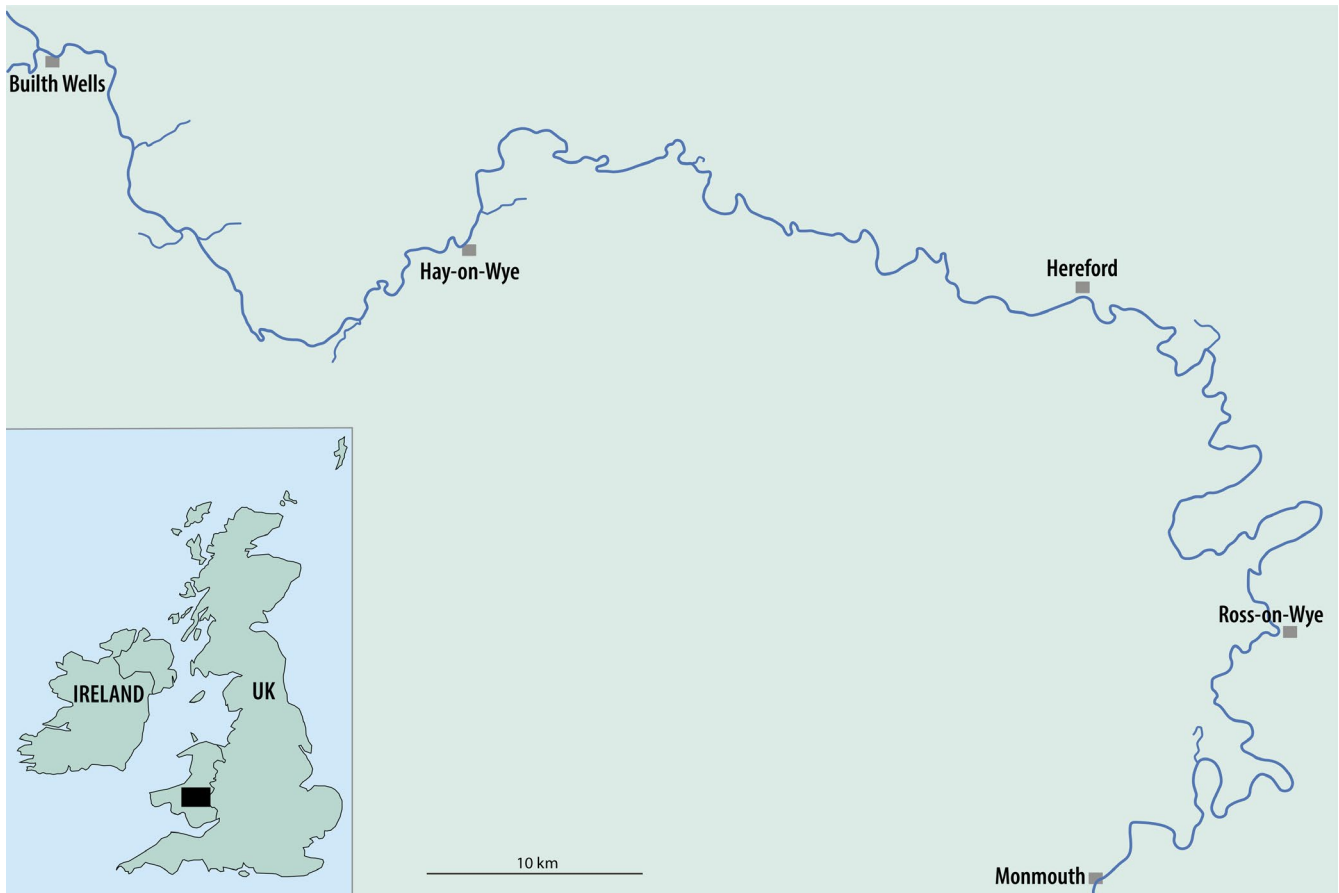 Builth Wells
Hay-on-Wye
Hereford
Ross-on-Wye
IRELAND
UK
10 km
Monmouth